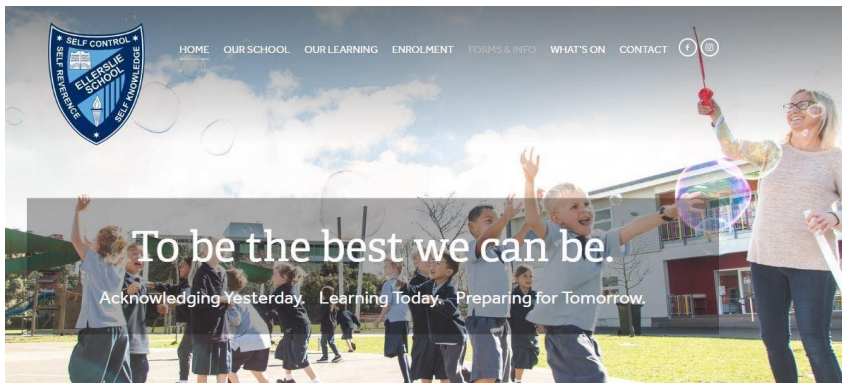 SELF CONTROL
SELF REVERENCE
ELLERSLIE
SCHOOL
SELF KNOWLEDGE
HOME OUR SCHOOL OUR LEARNING ENROLMENT FORMS & INFO WHAT'S ON CONTACT
To be the best we can be.
Acknowledging Yesterday. Learning Today. Preparing for Tomorrow.